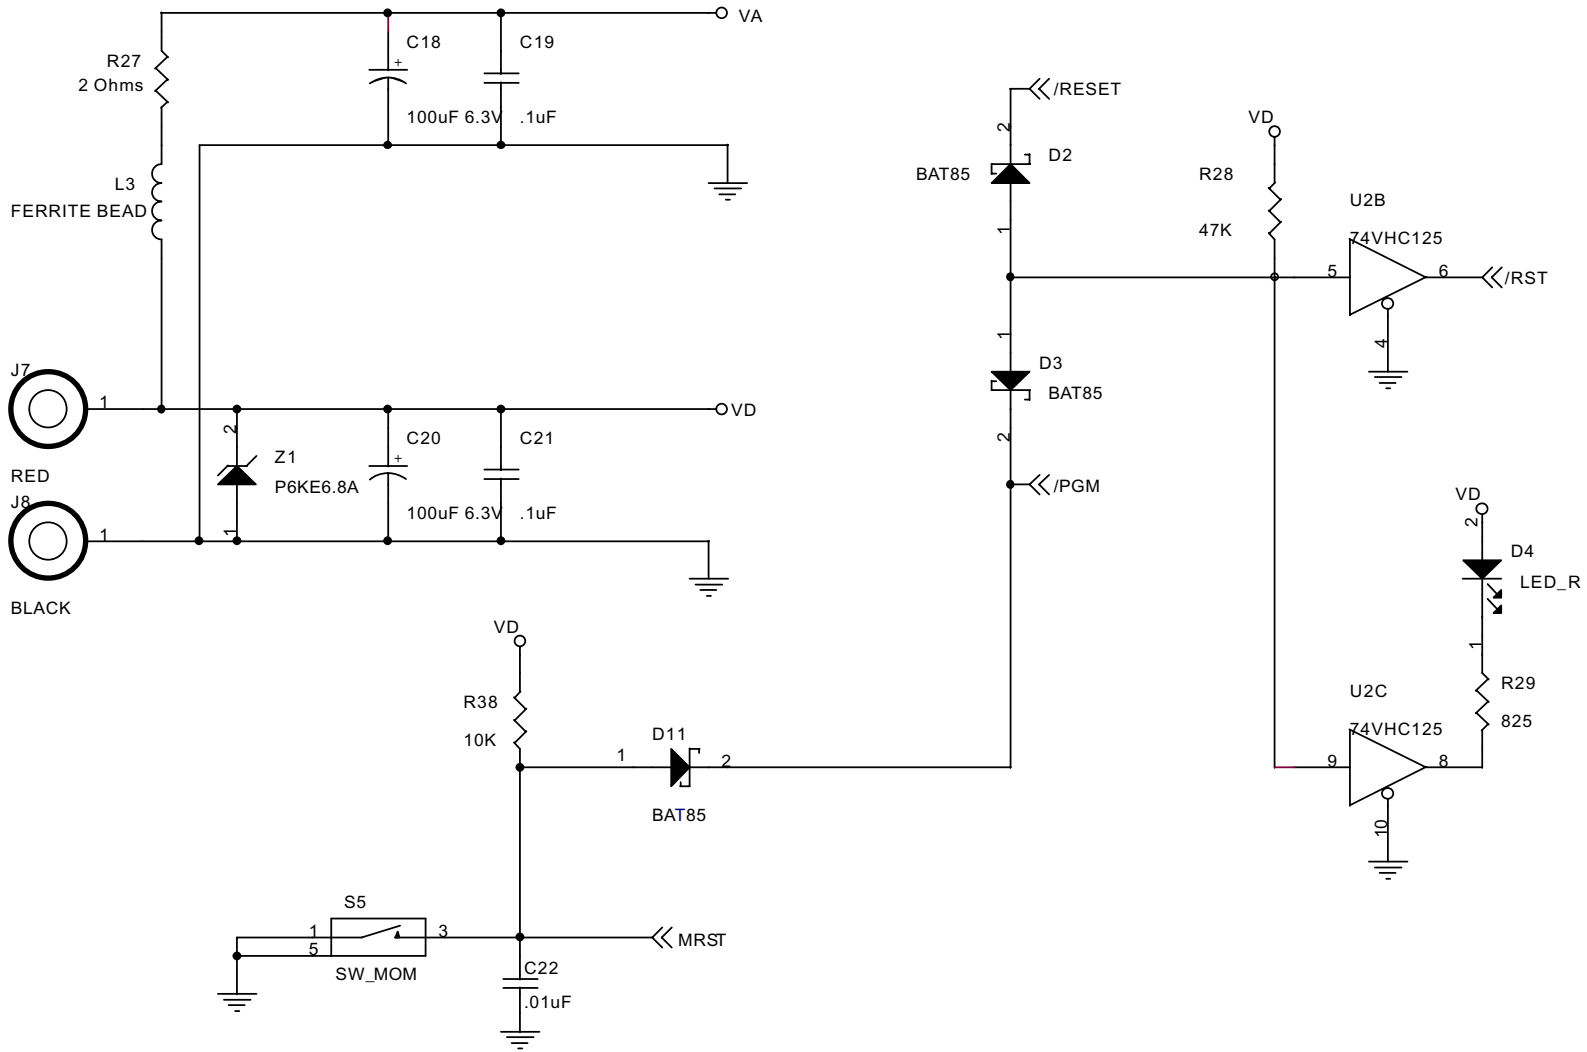 VA
C18
C19
R27
2 Ohms
+
100uF 6.3V
.1uF
/RESET
2
D2
BAT85
1
VD
R28
47K
U2B
74VHC125
5
6
/RST
4
L3
FERRITE BEAD
1
D3
BAT85
2
/PGM
J7
1
VD
2
C20
C21
Z1
+
P6KE6.8A
RED
100uF 6.3V
.1uF
J8
1
1
BLACK
VD
2
D4
LED_R
1
R29
825
U2C
74VHC125
9
8
10
VD
R38
10K
D11
1
2
BAT85
S5
1
3
5
MRST
SW_MOM
C22
.01uF